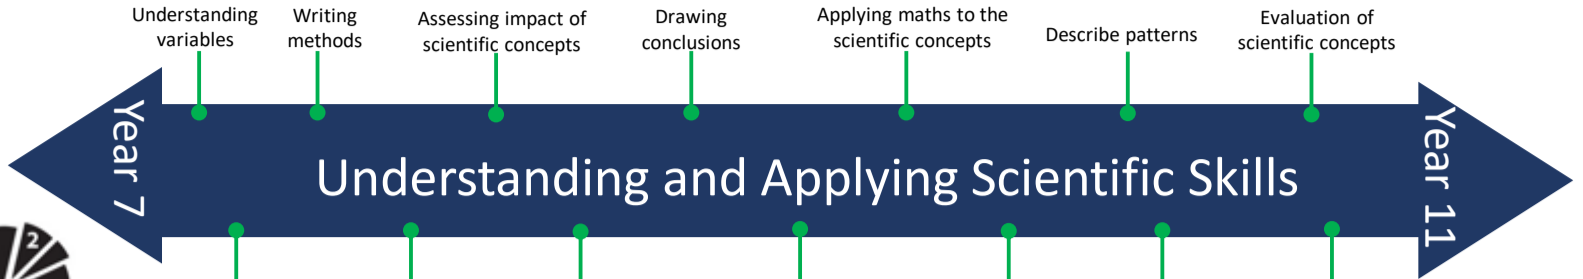 Understanding
variables
Writing
methods
Assessing impact of
scientific concepts
Drawing
conclusions
Applying maths to the
scientific concepts
Describe patterns
Evaluation of
scientific concepts
Year 7
Understanding and Applying Scientific Skills
Year 11
2